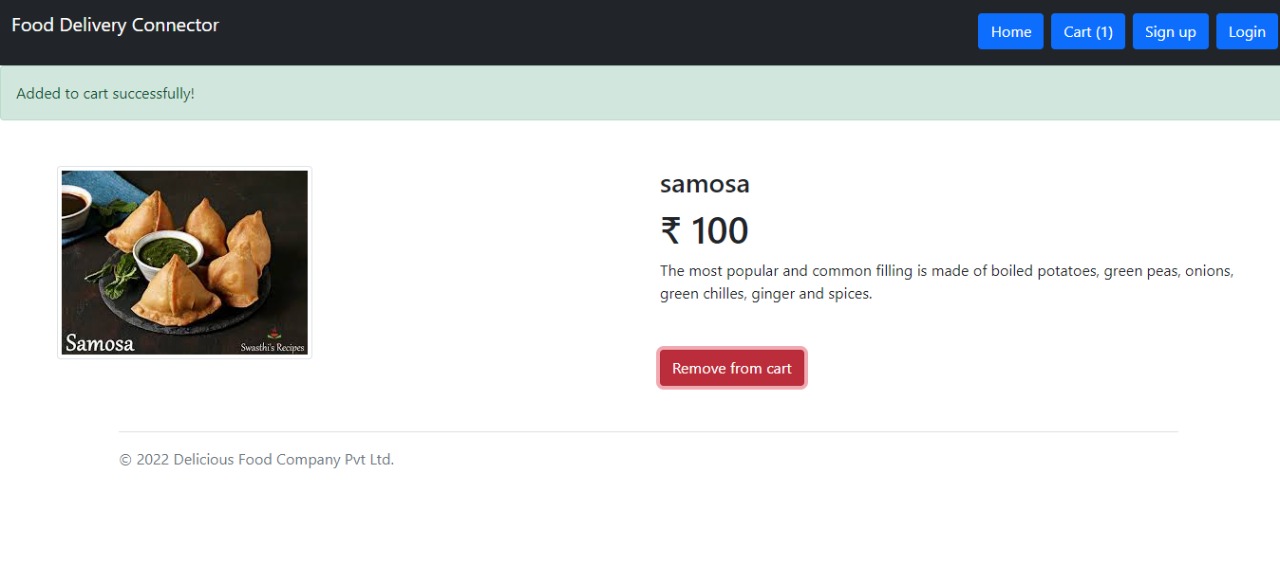 Food Delivery Connector
Home
Cart (1)
Sign up
Login
Added to cart successfully!
Samosa
Swasthi's Recipes
samosa
₹ 100
The most popular and common filling is made of boiled potatoes, green peas, onions,
green chilles, ginger and spices.
Remove from cart
© 2022 Delicious Food Company Pvt Ltd.